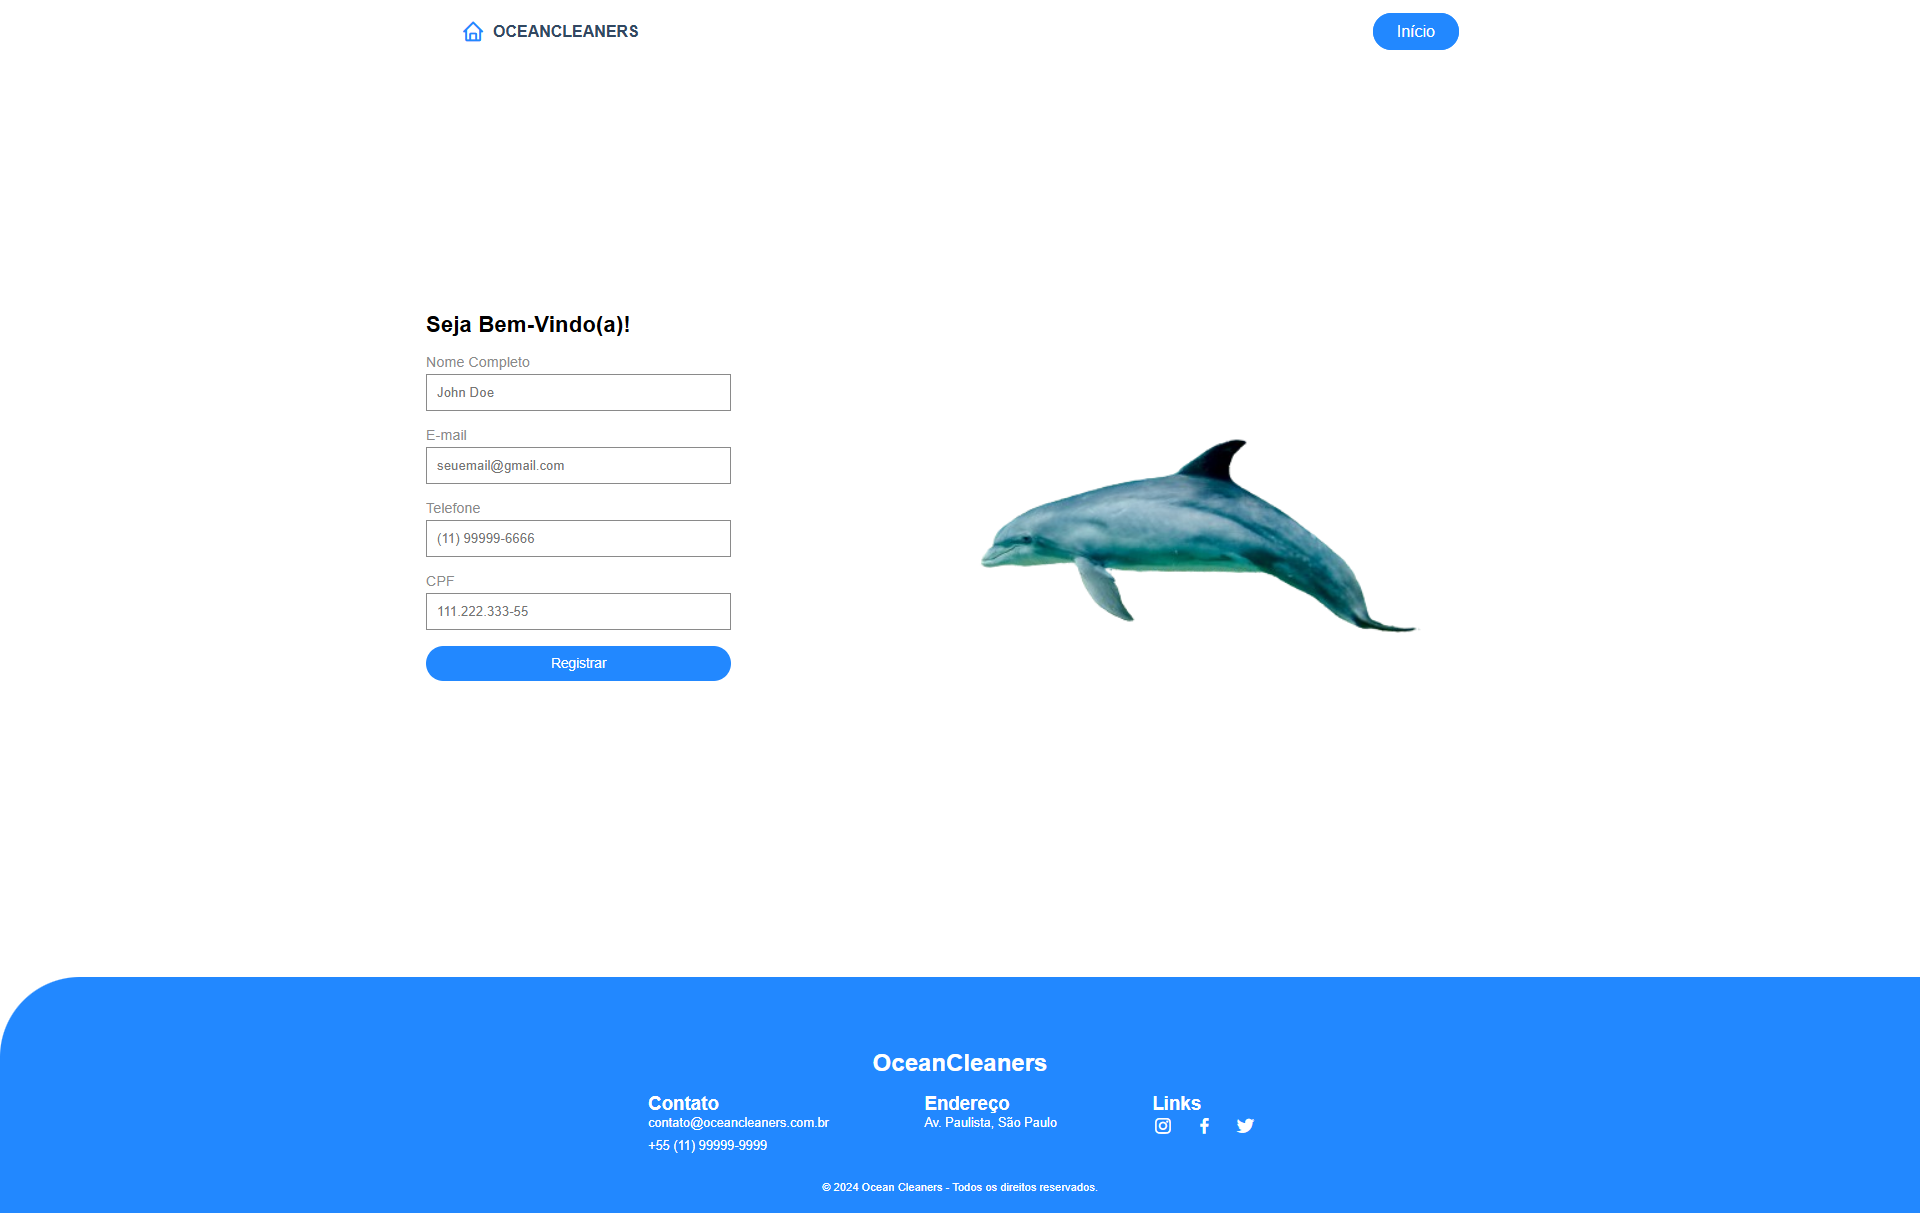 OCEANCLEANERS
Início
Seja Bem-Vindo(a)!
Nome Completo
John Doe
E-mail
seuemail@gmail.com
Telefone
(11) 99999-6666
CPF
111.222.333-55
Registrar
OceanCleaners
Contato
contato@oceancleaners.com.br
+55 (11) 99999-9999
Endereço
Av. Paulista, São Paulo
Links
© 2024 Ocean Cleaners - Todos os direitos reservados.